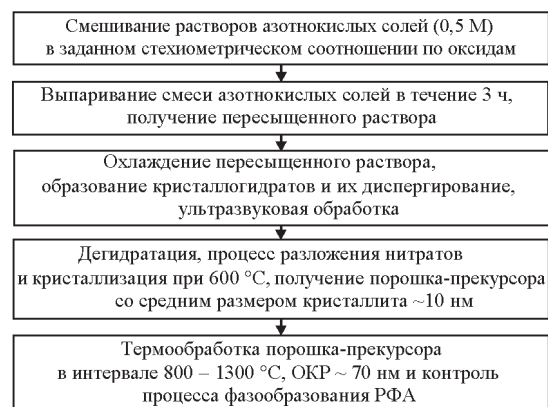 Смешивание растворов азотнокислых солей (0,5 М)
в заданном стехиометрическом соотношении по оксидам
Выпаривание смеси азотнокислых солей в течение 3 ч,
получение пересыщенного раствора
Охлаждение пересыщенного раствора,
образование кристаллогидратов и их диспергирование,
ультразвуковая обработка
Дегидратация, процесс разложения нитратов
и кристаллизация при 600 °С, получение порошка-прекурсора
со средним размером кристаллита ~10 нм
Термообработка порошка-прекурсора
в интервале 800 – 1300 °С, ОКР ~ 70 нм и контроль
процесса фазообразования РФА